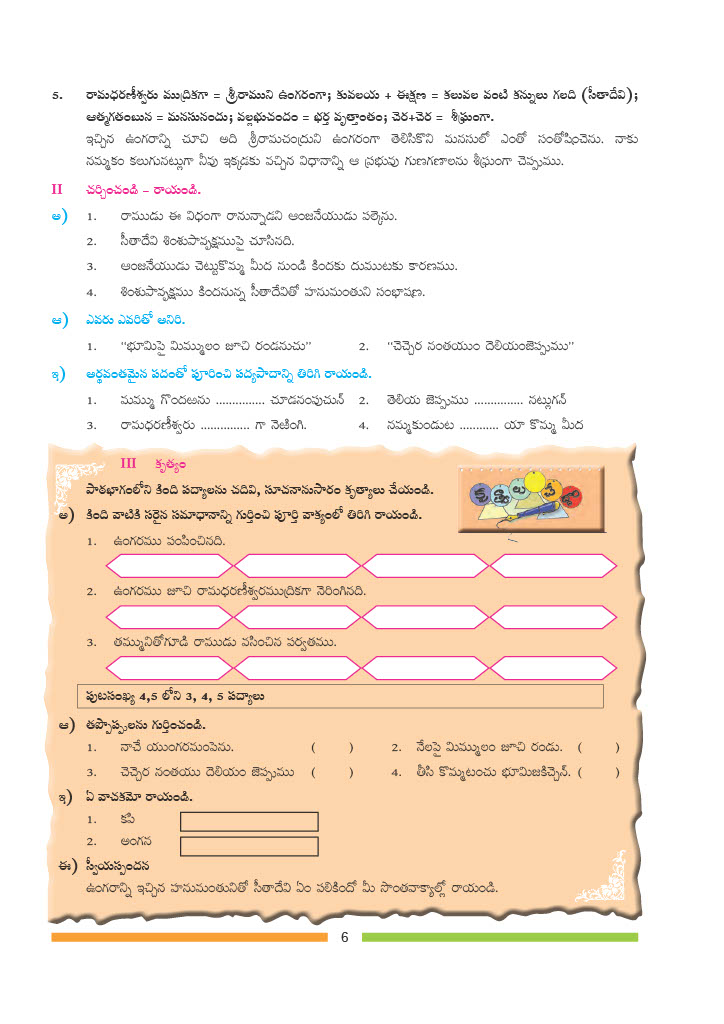 5. రామధరణీశ్వరు ముద్రికగా = శ్రీరాముని ఉంగరంగా; కువలయ + ఈక్షణ = కలువల వంటి కన్నులు గలది (సీతాదేవి);
ఆత్మగతంబున = మనసునందు; వల్లభుచందం = భర్త వృత్తాంతం; చెర+చెర = శీఘ్రంగా.
ఇచ్చిన ఉంగరాన్ని చూచి అది శ్రీరామచంద్రుని ఉంగరంగా తెలిసికొని మనసులో ఎంతో సంతోషించెను. నాకు
నమ్మకం కలుగునట్లుగా నీవు ఇక్కడకు వచ్చిన విధానాన్ని ఆ ప్రభువు గుణగణాలను శీఘ్రంగా చెప్పుము.
II చర్చించండి – రాయండి.
అ) 1. రాముడు ఈ విధంగా రానున్నాడని ఆంజనేయుడు పల్కెను.
2. సీతాదేవి శింశుపావృక్షముపై చూసినది.
3. ఆంజనేయుడు చెట్టుకొమ్మ మీద నుండి కిందకు దుముటకు కారణము.
4. శింశుపావృక్షము కిందనున్న సీతాదేవితో హనుమంతుని సంభాషణ.
ఆ) ఎవరు ఎవరితో అనిరి.
1. “భూమిపై మిమ్ములం జూచి రండనుచు” 2. “చెచ్చెర నంతయుం దెలియంజెప్పుము”
ఇ) అర్థవంతమైన పదంతో పూరించి పద్యపాదాన్ని తిరిగి రాయండి.
1. మమ్ము గొందఱను .............. చూడనంపుచున్ 2. తెలియ జెప్పుము .............. నట్లుగన్
3. రామధరణీశ్వరు .............. గా నెఱింగి. 4. నమ్మకుండుట ........... యా కొమ్మ మీద
III కృత్యం
పాఠభాగంలోని కింది పద్యాలను చదివి, సూచనానుసారం కృత్యాలు చేయండి.
కృత్యంల పేజీ
అ) కింది వాటికి సరైన సమాధానాన్ని గుర్తించి పూర్తి వాక్యంలో తిరిగి రాయండి.
1. ఉంగరము పంపించినది.
2. ఉంగరము జూచి రామధరణీశ్వరముద్రికగా నెరింగినది.
3. తమ్మునితోగూడి రాముడు వసించిన పర్వతము.
పుటసంఖ్య 4,5 లోని 3, 4, 5 పద్యాలు
ఆ) తప్పొప్పులను గుర్తించండి.
1. నాచే యుంగరమంపెను. ( ) 2. నేలపై మిమ్ములం జూచి రండు. ( )
3. చెచ్చెర నంతయు దెలియం జెప్పుము ( ) 4. తీసి కొమ్మటంచు భూమిజకిచ్చెన్. ( )
ఇ) ఏ వాచకమో రాయండి.
1. కపి
2. అంగన
ఈ) స్వీయస్పందన
ఉంగరాన్ని ఇచ్చిన హనుమంతువితో సీతాదేవి ఏం పలికిందో మీ సొంతవాక్యాల్లో రాయండి.
6